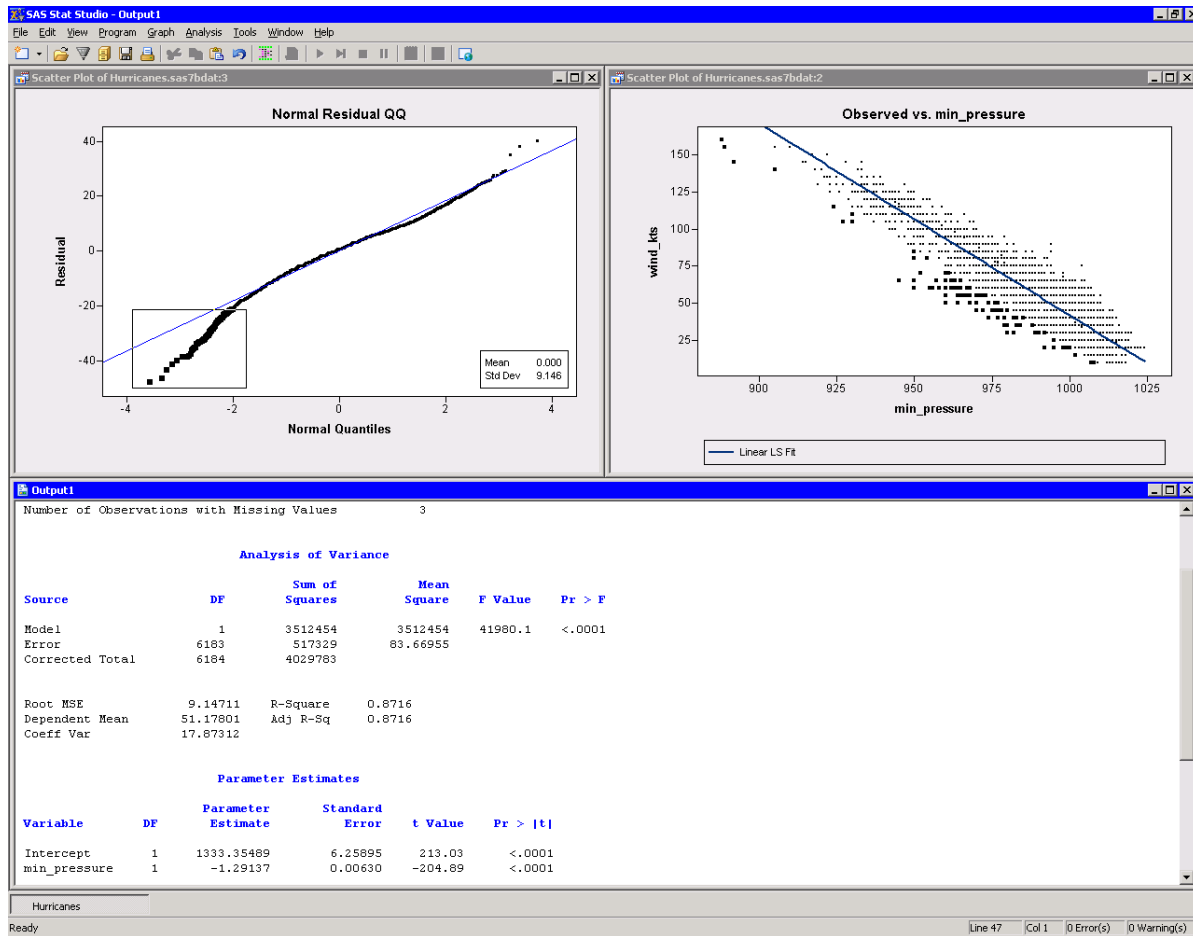 SAS Stat Studio - Output1
File Edit View Program Graph Analysis Tools Window Help
Scatter Plot of Hurricanes.sas7bdat:3
Normal Residual QQ
Residual
40
20
0
-20
-40
-4 -2 0 2 4
Normal Quantiles
Mean 0.000
Std Dev 9.146
Scatter Plot of Hurricanes.sas7bdat:2
Observed vs. min_pressure
wind_kts
150
125
100
75
50
25
900 925 950 975 1000 1025
min_pressure
Linear LS Fit
Output1
Number of Observations with Missing Values 3
Analysis of Variance
Sum of Mean
Source DF Squares Square F Value Pr > F
Model 1 3512454 3512454 41980.1 <.0001
Error 6183 517329 83.66955
Corrected Total 6184 4029783
Root MSE 9.14711 R-Square 0.8716
Dependent Mean 51.17801 Adj R-Sq 0.8716
Coeff Var 17.87312
Parameter Estimates
Parameter Standard
Variable DF Estimate Error t Value Pr > |t|
Intercept 1 1333.35489 6.25895 213.03 <.0001
min_pressure 1 -1.29137 0.00630 -204.89 <.0001
Hurricanes
Ready Line 47 Col 1 0 Error(s) 0 Warning(s)